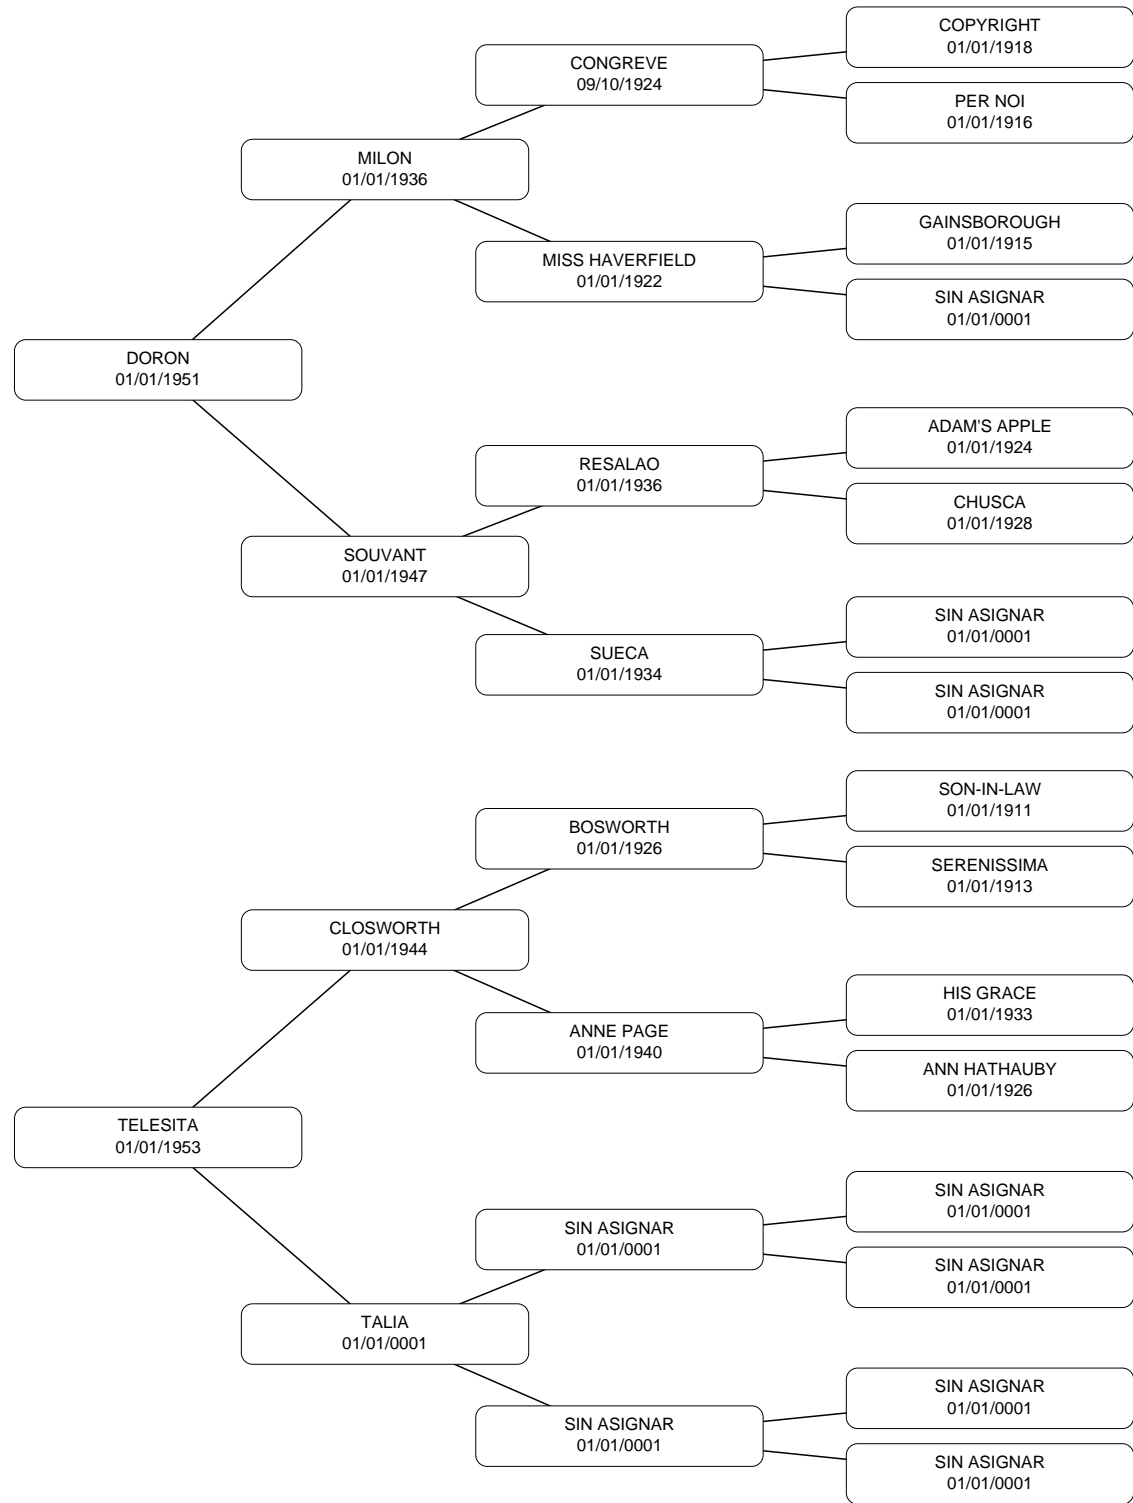 COPYRIGHT
01/01/1918
CONGREVE
09/10/1924
PER NOI
01/01/1916
MILON
01/01/1936
GAINSBOROUGH
01/01/1915
MISS HAVERFIELD
01/01/1922
SIN ASIGNAR
01/01/0001
DORON
01/01/1951
ADAM'S APPLE
01/01/1924
RESALAO
01/01/1936
CHUSCA
01/01/1928
SOUVANT
01/01/1947
SIN ASIGNAR
01/01/0001
SUECA
01/01/1934
SIN ASIGNAR
01/01/0001
SON-IN-LAW
01/01/1911
BOSWORTH
01/01/1926
SERENISSIMA
01/01/1913
CLOSWORTH
01/01/1944
HIS GRACE
01/01/1933
ANNE PAGE
01/01/1940
ANN HATHAUBY
01/01/1926
TELESITA
01/01/1953
SIN ASIGNAR
01/01/0001
SIN ASIGNAR
01/01/0001
SIN ASIGNAR
01/01/0001
TALIA
01/01/0001
SIN ASIGNAR
01/01/0001
SIN ASIGNAR
01/01/0001
SIN ASIGNAR
01/01/0001